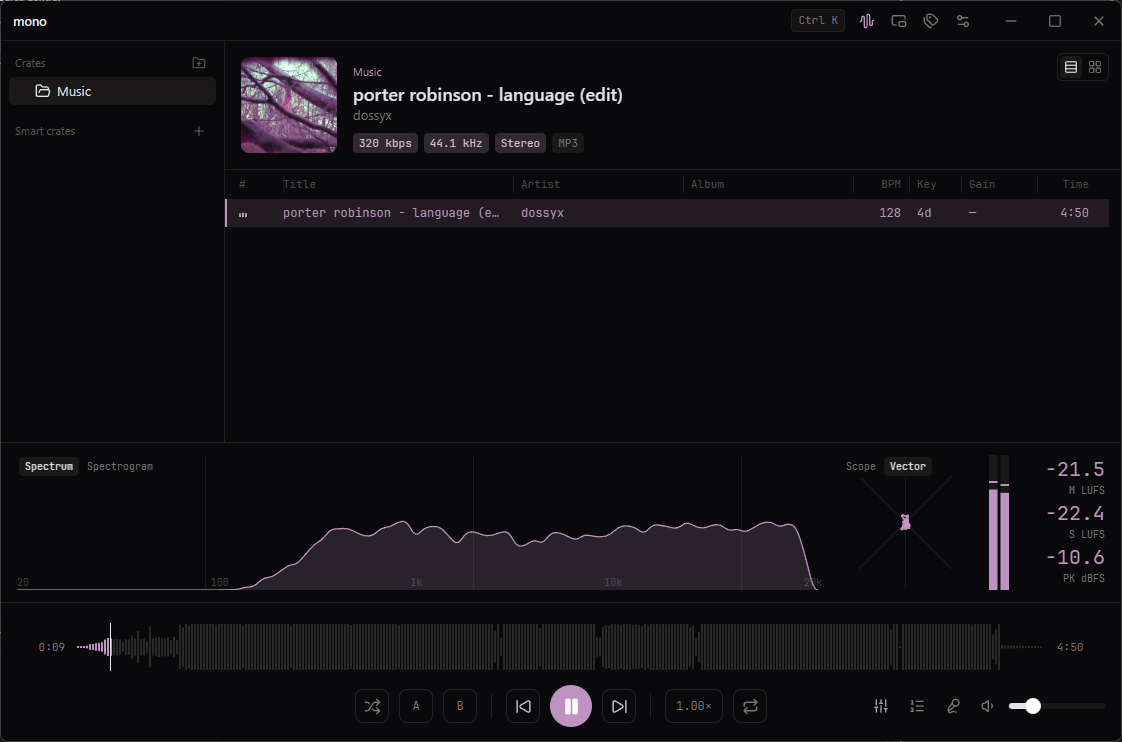 mono
Ctrl K
Crates
Music
Smart crates
Music
porter robinson - language (edit)
dossyx
320 kbps 44.1 kHz Stereo MP3
# Title Artist Album BPM Key Gain Time
porter robinson - language (e… dossyx 128 4d — 4:50
Spectrum Spectrogram
20 100 1k 10k 20k
Scope Vector
-21.5
M LUFS
-22.4
S LUFS
-10.6
PK dBFS
0:09 4:50
A B 1.00×